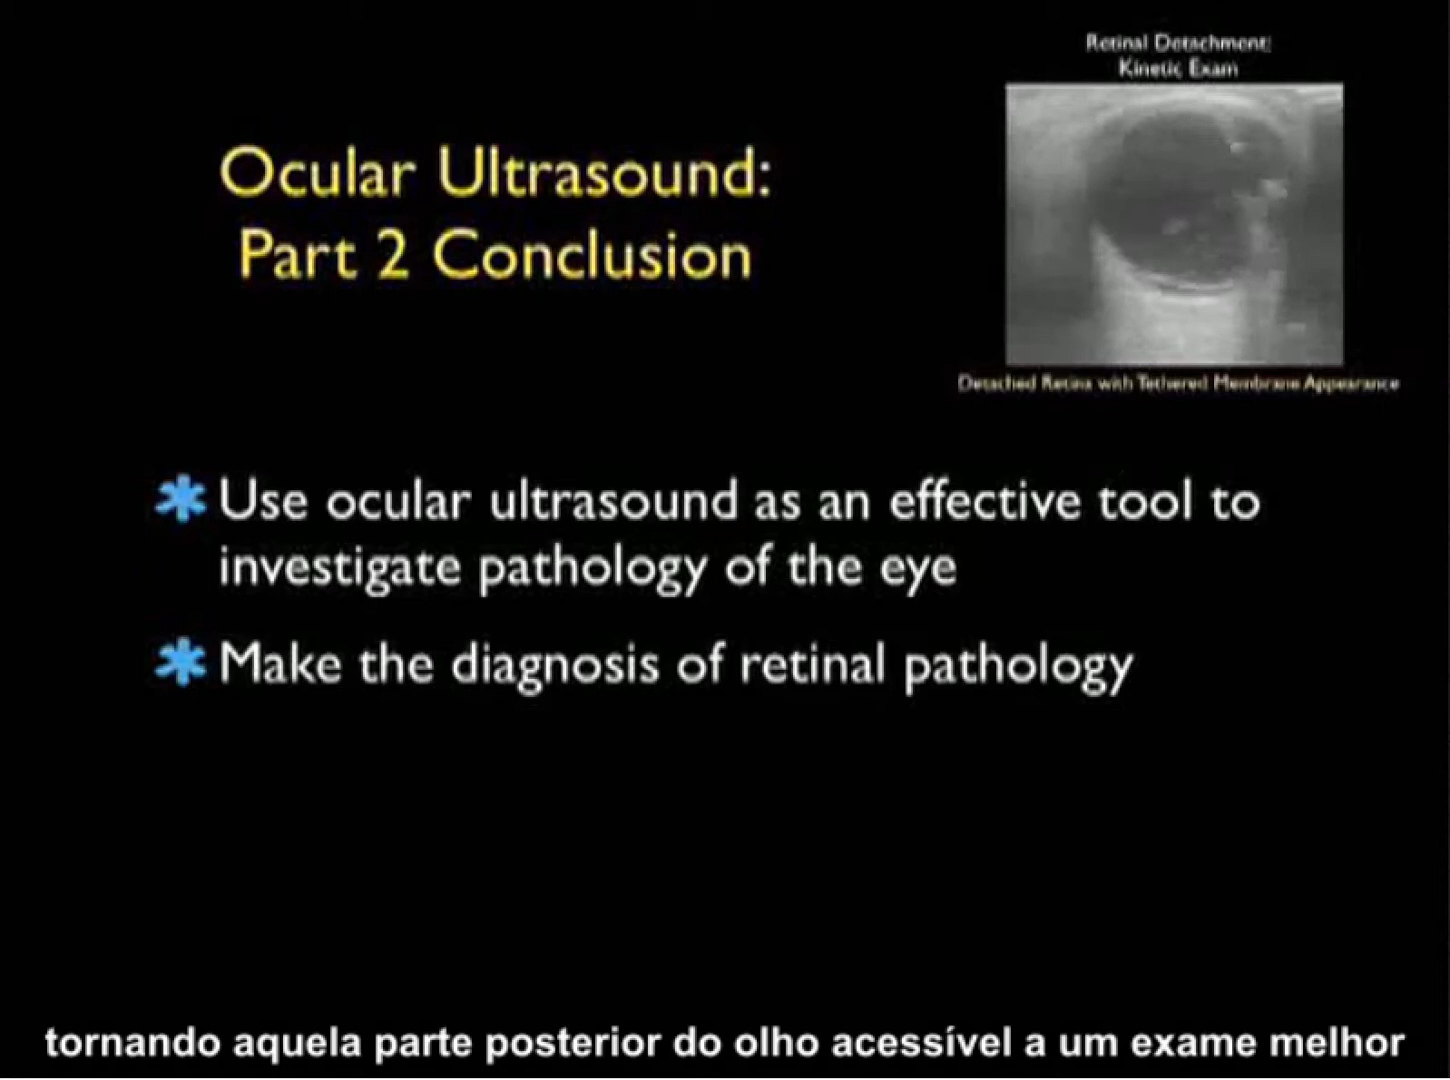 Retinal Detachment:
Kinetic Exam
Ocular Ultrasound:
Part 2 Conclusion
Detached Retina with Tethered Membrane Appearance
Use ocular ultrasound as an effective tool to
investigate pathology of the eye
Make the diagnosis of retinal pathology
tornando aquela parte posterior do olho acessível a um exame melhor